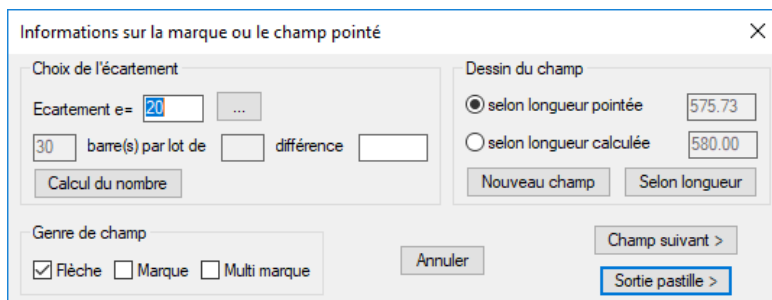 Informations sur la marque ou le champ pointé
Choix de l'écartement
Ecartement e= 20 ...
30 barre(s) par lot de différence
Calcul du nombre
Dessin du champ
selon longueur pointée 575.73
selon longueur calculée 580.00
Nouveau champ Selon longueur
Genre de champ
Flèche Marque Multi marque
Annuler
Champ suivant >
Sortie pastille >